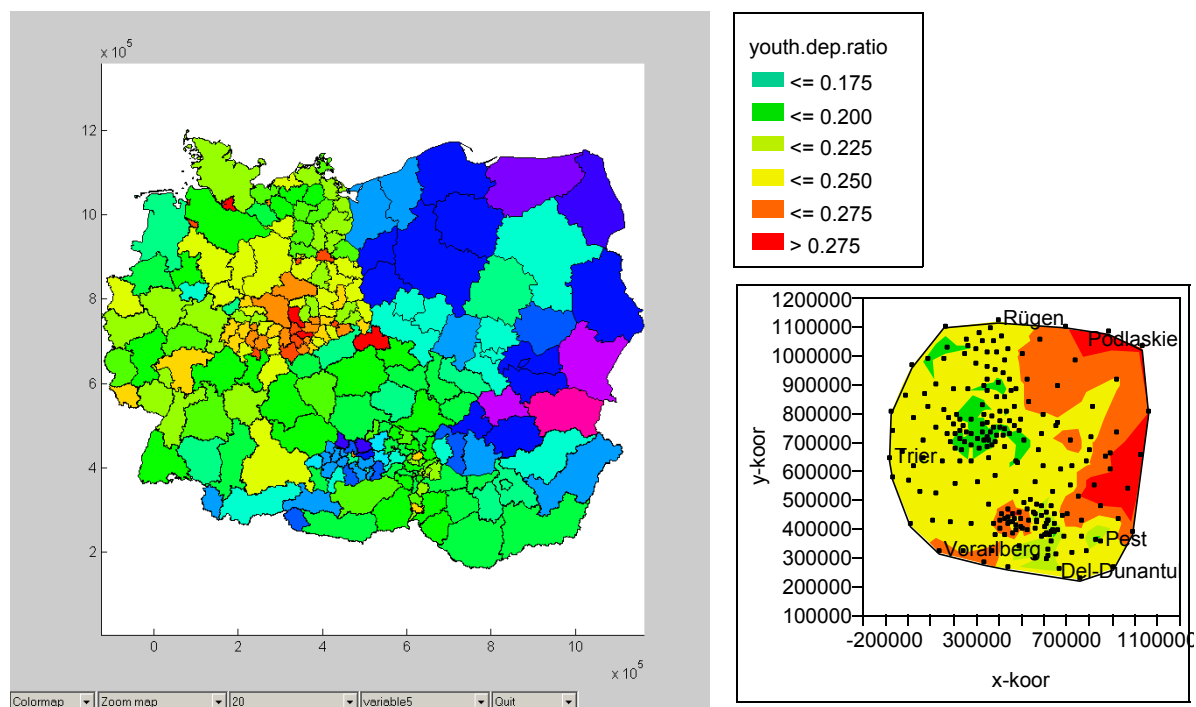 x 10
5
12
10
8
6
4
2
0
2
4
6
8
10
x 10
5
Colormap
Zoom map
20
variable5
Quit
youth.dep.ratio
<= 0.175
<= 0.200
<= 0.225
<= 0.250
<= 0.275
> 0.275
1200000
1100000
1000000
900000
800000
700000
600000
500000
400000
300000
200000
100000
y-koor
Rügen
Podlaskie
Trier
Vorarlberg
Pest
Del-Dunantul
-200000
300000
700000
1100000
x-koor